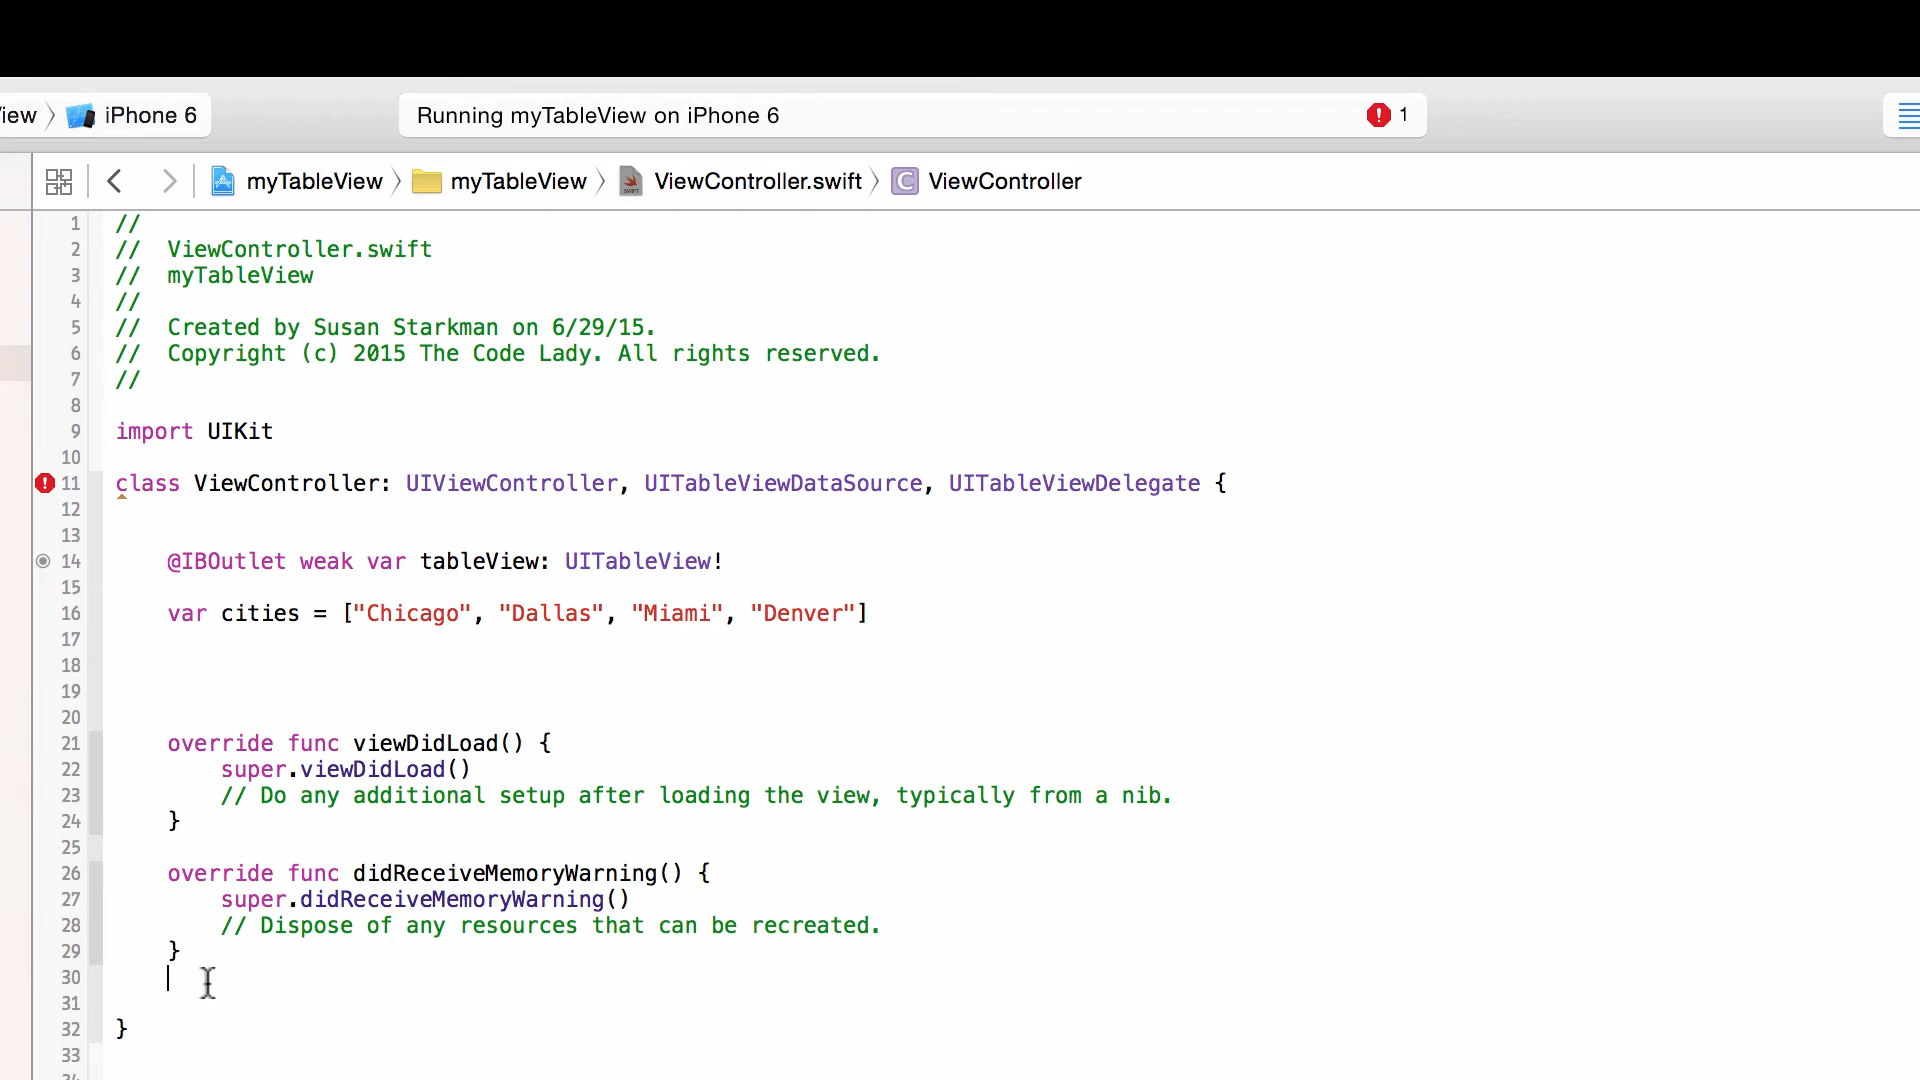 iew 〉 iPhone 6
Running myTableView on iPhone 6
1
myTableView 〉 myTableView 〉 ViewController.swift 〉 C ViewController
1 //
2 //  ViewController.swift
3 //  myTableView
4 //
5 //  Created by Susan Starkman on 6/29/15.
6 //  Copyright (c) 2015 The Code Lady. All rights reserved.
7 //
8
9 import UIKit
10
11 class ViewController: UIViewController, UITableViewDataSource, UITableViewDelegate {
12
13
14     @IBOutlet weak var tableView: UITableView!
15
16     var cities = ["Chicago", "Dallas", "Miami", "Denver"]
17
18
19
20
21     override func viewDidLoad() {
22         super.viewDidLoad()
23         // Do any additional setup after loading the view, typically from a nib.
24     }
25
26     override func didReceiveMemoryWarning() {
27         super.didReceiveMemoryWarning()
28         // Dispose of any resources that can be recreated.
29     }
30
31
32 }
33